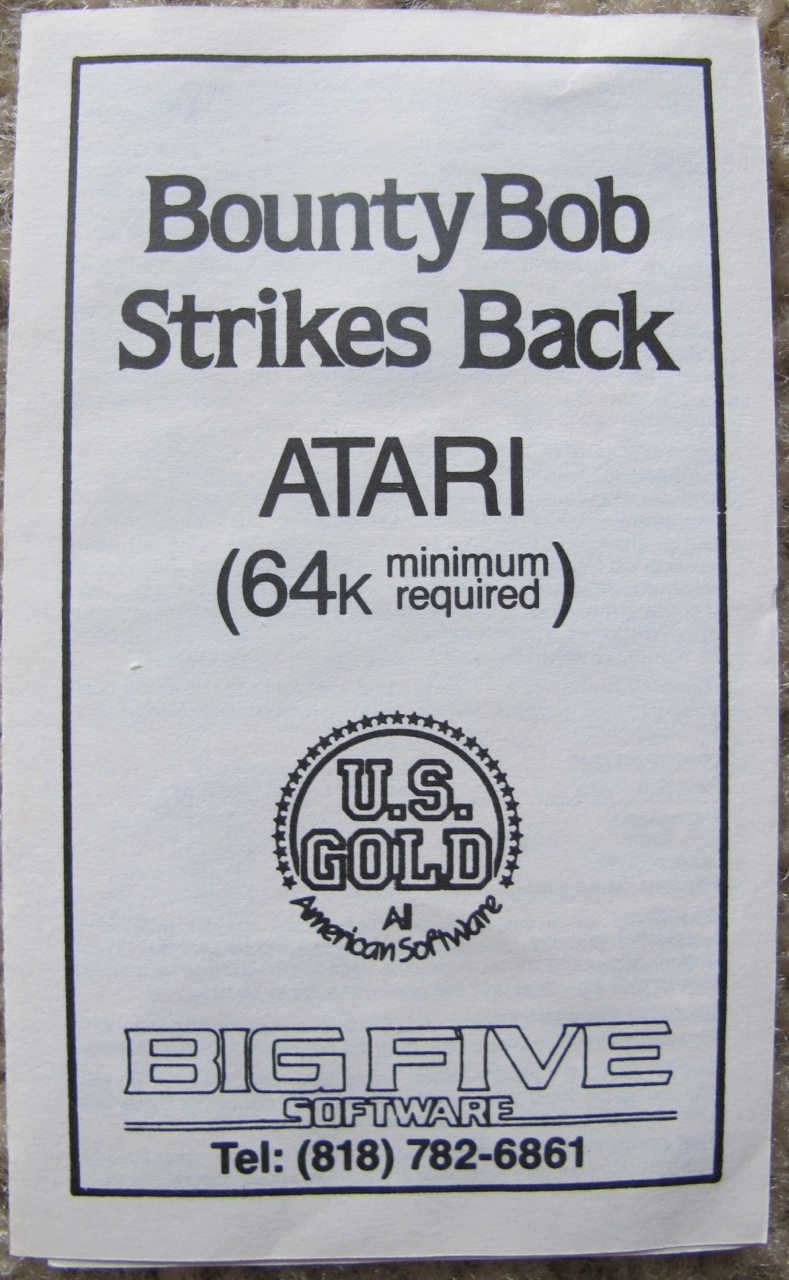 Bounty Bob
Strikes Back
ATARI
(64K minimum required)
U.S.
GOLD
All
American Software
BIG FIVE
SOFTWARE
Tel: (818) 782-6861